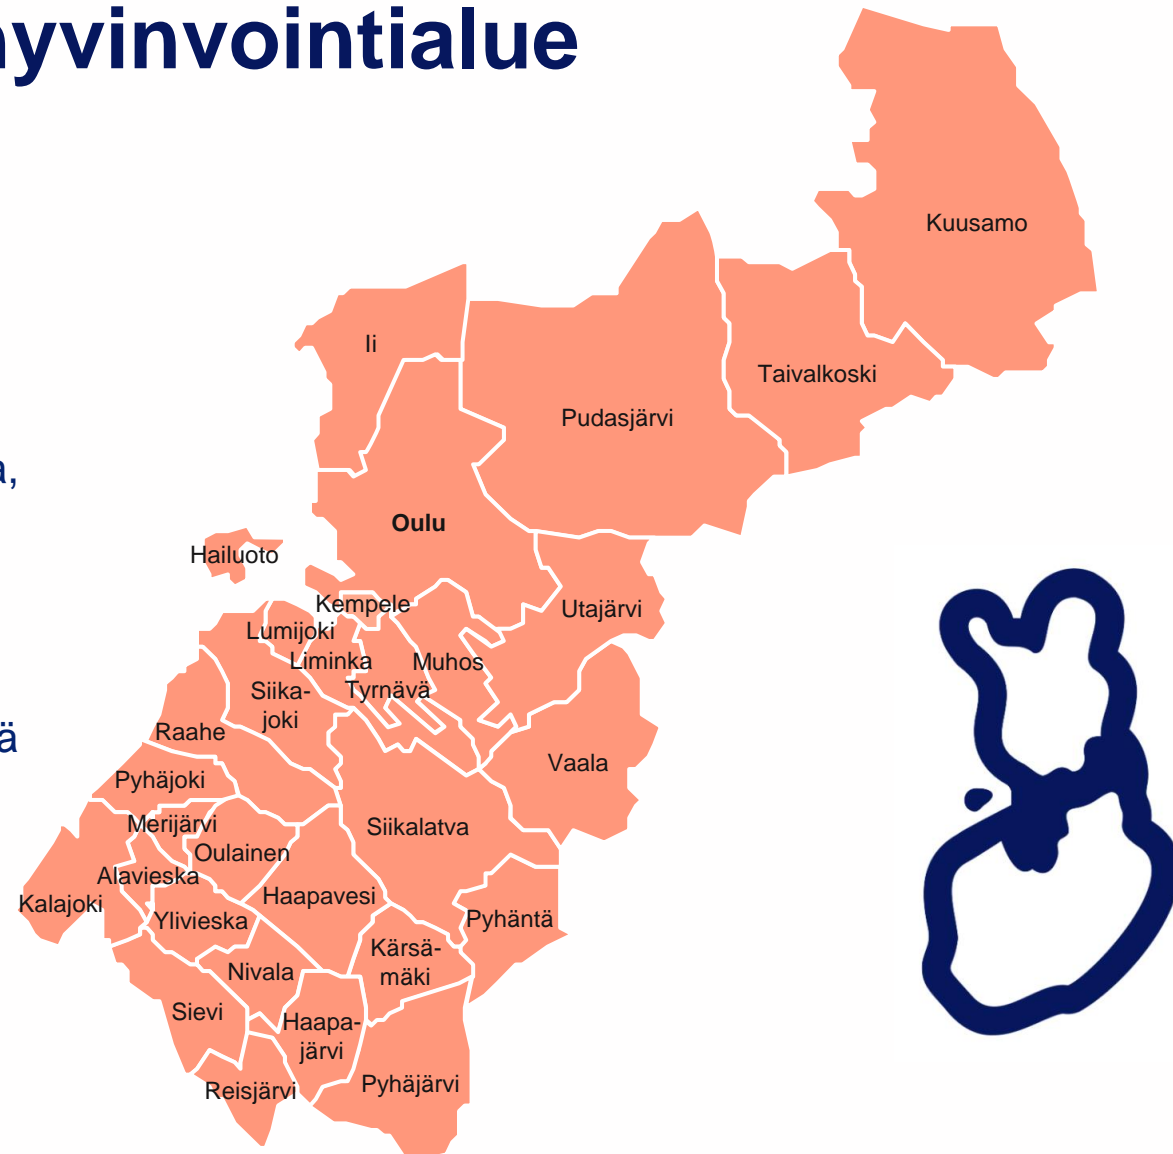 hyvinvointialue
Kuusamo
Ii
Taivalkoski
Pudasjärvi
a,
Oulu
Hailuoto
Kempele
Utajärvi
Lumijoki
Liminka
Muhos
Tyrnävä
Siika-
joki
Raahe
ä
Vaala
Pyhäjoki
Merijärvi
Siikalatva
Oulainen
Alavieska
Haapavesi
Kalajoki
Ylivieska
Pyhäntä
Kärsä-
mäki
Nivala
Sievi
Haapa-
järvi
Pyhäjärvi
Reisjärvi